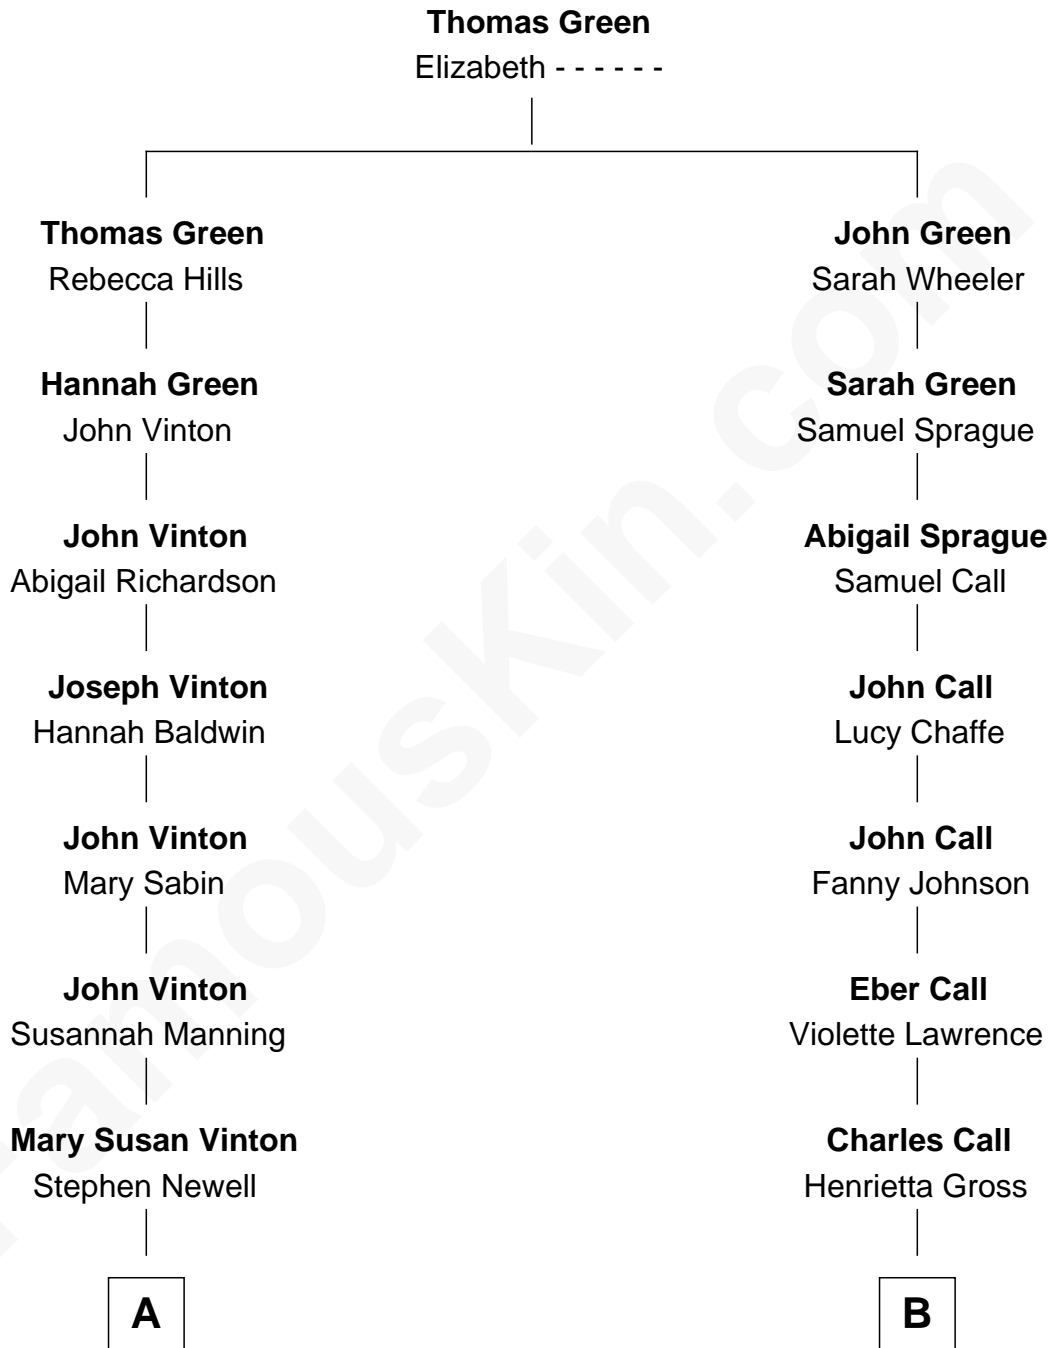 Thomas Green
Elizabeth - - - - - -
Thomas Green
Rebecca Hills
John Green
Sarah Wheeler
Hannah Green
John Vinton
Sarah Green
Samuel Sprague
John Vinton
Abigail Richardson
Abigail Sprague
Samuel Call
Joseph Vinton
Hannah Baldwin
John Call
Lucy Chaffe
John Vinton
Mary Sabin
John Call
Fanny Johnson
John Vinton
Susannah Manning
Eber Call
Violette Lawrence
Mary Susan Vinton
Stephen Newell
Charles Call
Henrietta Gross
A
B
FamousKin.com